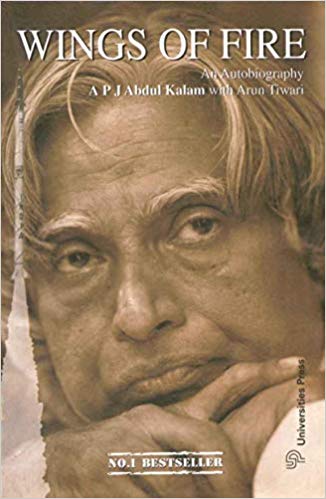 WINGS OF FIRE
An Autobiography
A P J Abdul Kalam with Arun Tiwari
Universities Press
NO.1 BESTSELLER